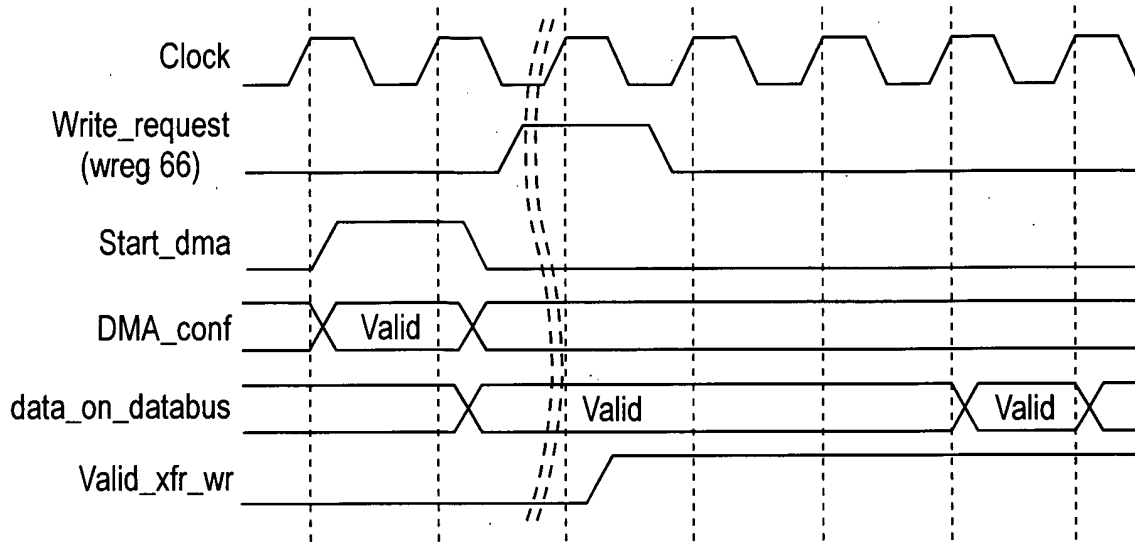 Clock
Write_request
(wreg 66)
Start_dma
DMA_conf
Valid
data_on_databus
Valid
Valid
Valid_xfr_wr